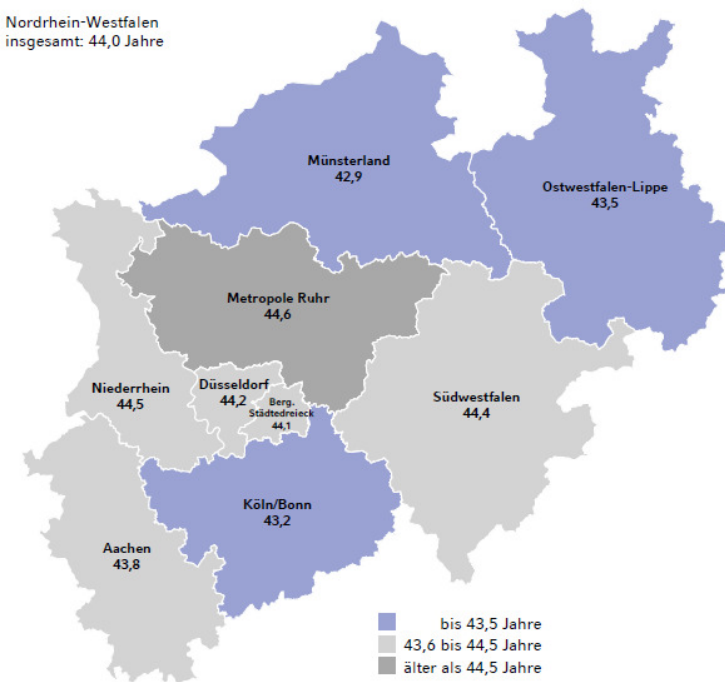 Nordrhein-Westfalen
insgesamt: 44,0 Jahre
Münsterland
42,9
Ostwestfalen-Lippe
43,5
Metropole Ruhr
44,6
Niederrhein
44,5
Düsseldorf
44,2
Berg.
Städtedreieck
44,1
Südwestfalen
44,4
Köln/Bonn
43,2
Aachen
43,8
bis 43,5 Jahre
43,6 bis 44,5 Jahre
älter als 44,5 Jahre